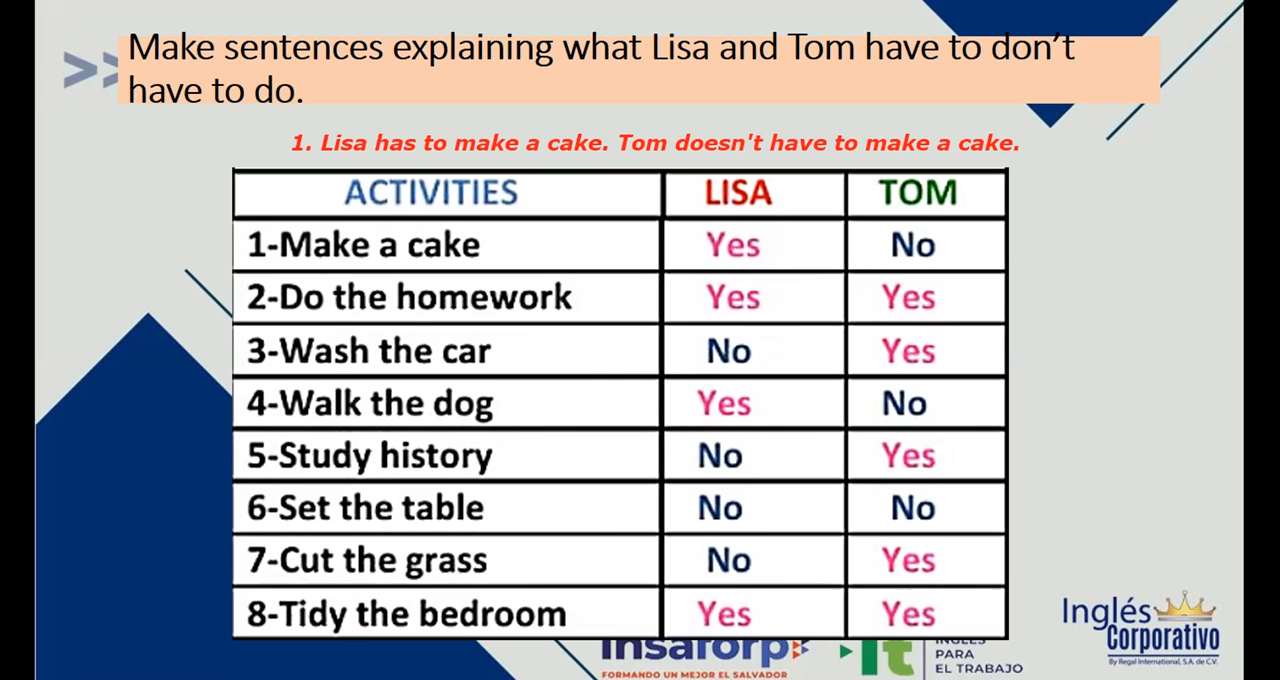 Make sentences explaining what Lisa and Tom have to don't
have to do.
1. Lisa has to make a cake. Tom doesn't have to make a cake.
ACTIVITIES LISA TOM
1-Make a cake Yes No
2-Do the homework Yes Yes
3-Wash the car No Yes
4-Walk the dog Yes No
5-Study history No Yes
6-Set the table No No
7-Cut the grass No Yes
8-Tidy the bedroom Yes Yes
insaforp
FORMANDO UN MEJOR EL SALVADOR
it
INGLÉS
PARA
EL TRABAJO
Inglés
Corporativo
By Regal International, S.A. de C.V.